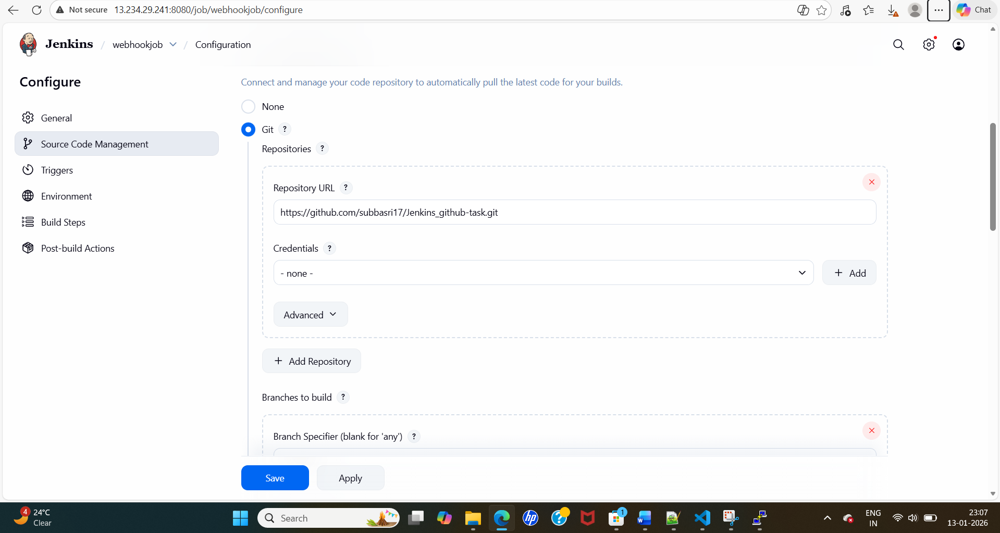 Not secure 13.234.29.241:8080/job/webhookjob/configure
Chat
Jenkins / webhookjob / Configuration
Configure
General
Source Code Management
Triggers
Environment
Build Steps
Post-build Actions
Connect and manage your code repository to automatically pull the latest code for your builds.
None
Git ?
Repositories ?
Repository URL ?
https://github.com/subbasri17/Jenkins_github-task.git
Credentials ?
- none -
+ Add
Advanced
+ Add Repository
Branches to build ?
Branch Specifier (blank for 'any') ?
Save
Apply
4
24°C
Clear
Search
hp
?
1
W
ENG
IN
23:07
13-01-2026